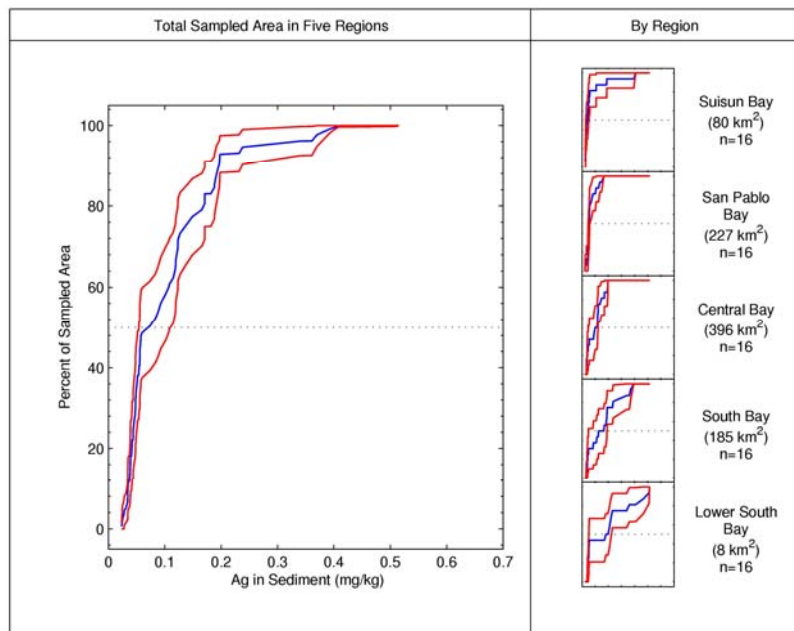 Total Sampled Area in Five Regions
By Region
Percent of Sampled Area
100
80
60
40
20
0
0
0.1
0.2
0.3
0.4
0.5
0.6
0.7
Ag in Sediment (mg/kg)
Suisun Bay
(80 km²)
n=16
San Pablo
Bay
(227 km²)
n=16
Central Bay
(396 km²)
n=16
South Bay
(185 km²)
n=16
Lower South
Bay
(8 km²)
n=16